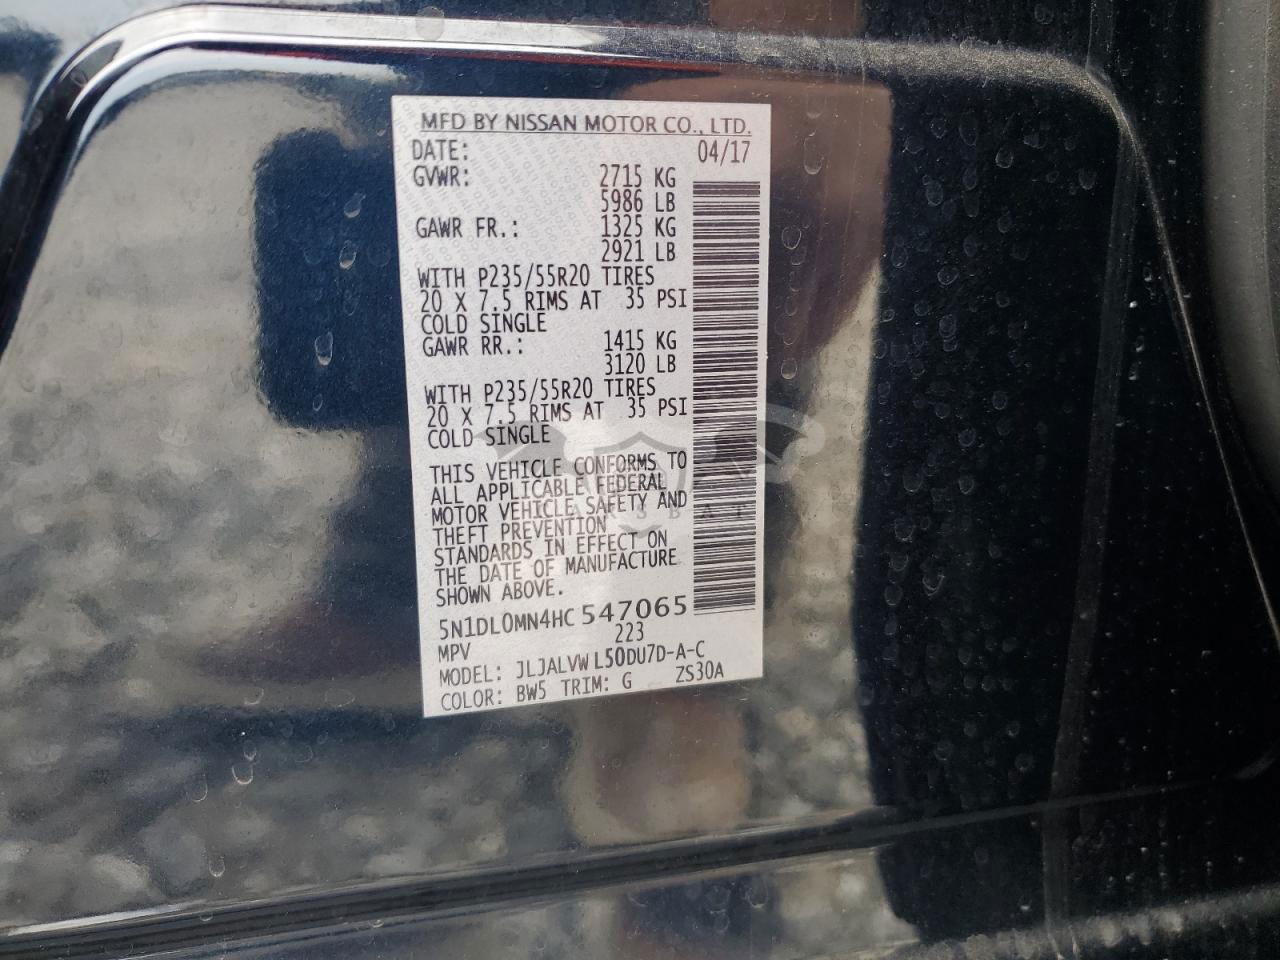 MFD BY NISSAN MOTOR CO., LTD.
DATE: 04/17
GVWR: 2715 KG
5986 LB
GAWR FR.: 1325 KG
2921 LB
WITH P235/55R20 TIRES
20 X 7.5 RIMS AT 35 PSI
COLD SINGLE
GAWR RR.: 1415 KG
3120 LB
WITH P235/55R20 TIRES
20 X 7.5 RIMS AT 35 PSI
COLD SINGLE
THIS VEHICLE CONFORMS TO
ALL APPLICABLE FEDERAL
MOTOR VEHICLE SAFETY AND
THEFT PREVENTION
STANDARDS IN EFFECT ON
THE DATE OF MANUFACTURE
SHOWN ABOVE.
5N1DL0MN4HC 547065
MPV 223
MODEL: JLJALVW L50DU7D-A-C
COLOR: BW5 TRIM: G ZS30A